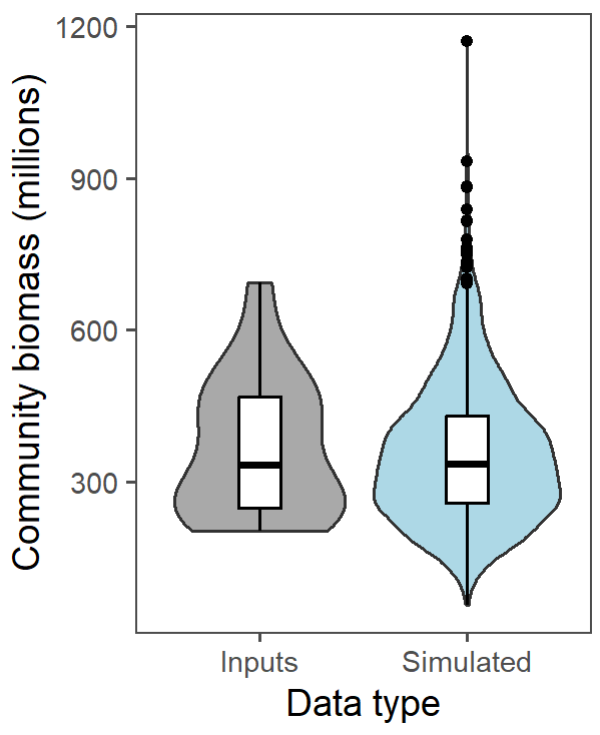 Community biomass (millions)
1200
900
600
300
Inputs
Simulated
Data type